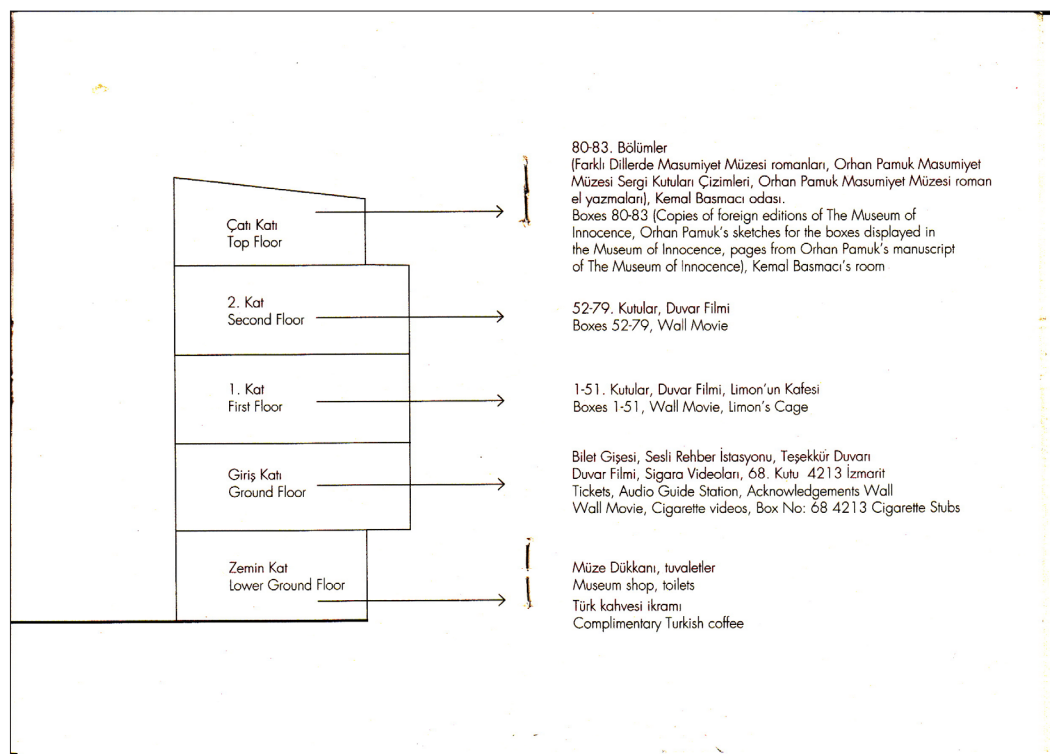 80-83. Bölümler
(Farklı Dillerde Masumiyet Müzesi romanları, Orhan Pamuk Masumiyet
Müzesi Sergi Kutuları Çizimleri, Orhan Pamuk Masumiyet Müzesi roman
el yazmaları), Kemal Basmacı odası.
Boxes 80-83 (Copies of foreign editions of The Museum of
Innocence, Orhan Pamuk's sketches for the boxes displayed in
the Museum of Innocence, pages from Orhan Pamuk's manuscript
of The Museum of Innocence), Kemal Basmacı's room
Çatı Katı
Top Floor
2. Kat
Second Floor
52-79. Kutular, Duvar Filmi
Boxes 52-79, Wall Movie
1. Kat
First Floor
1-51. Kutular, Duvar Filmi, Limon'un Kafesi
Boxes 1-51, Wall Movie, Limon's Cage
Giriş Katı
Ground Floor
Bilet Gişesi, Sesli Rehber İstasyonu, Teşekkür Duvarı
Duvar Filmi, Sigara Videoları, 68. Kutu 4213 İzmarit
Tickets, Audio Guide Station, Acknowledgements Wall
Wall Movie, Cigarette videos, Box No: 68 4213 Cigarette Stubs
Zemin Kat
Lower Ground Floor
Müze Dükkanı, tuvaletler
Museum shop, toilets
Türk kahvesi ikramı
Complimentary Turkish coffee